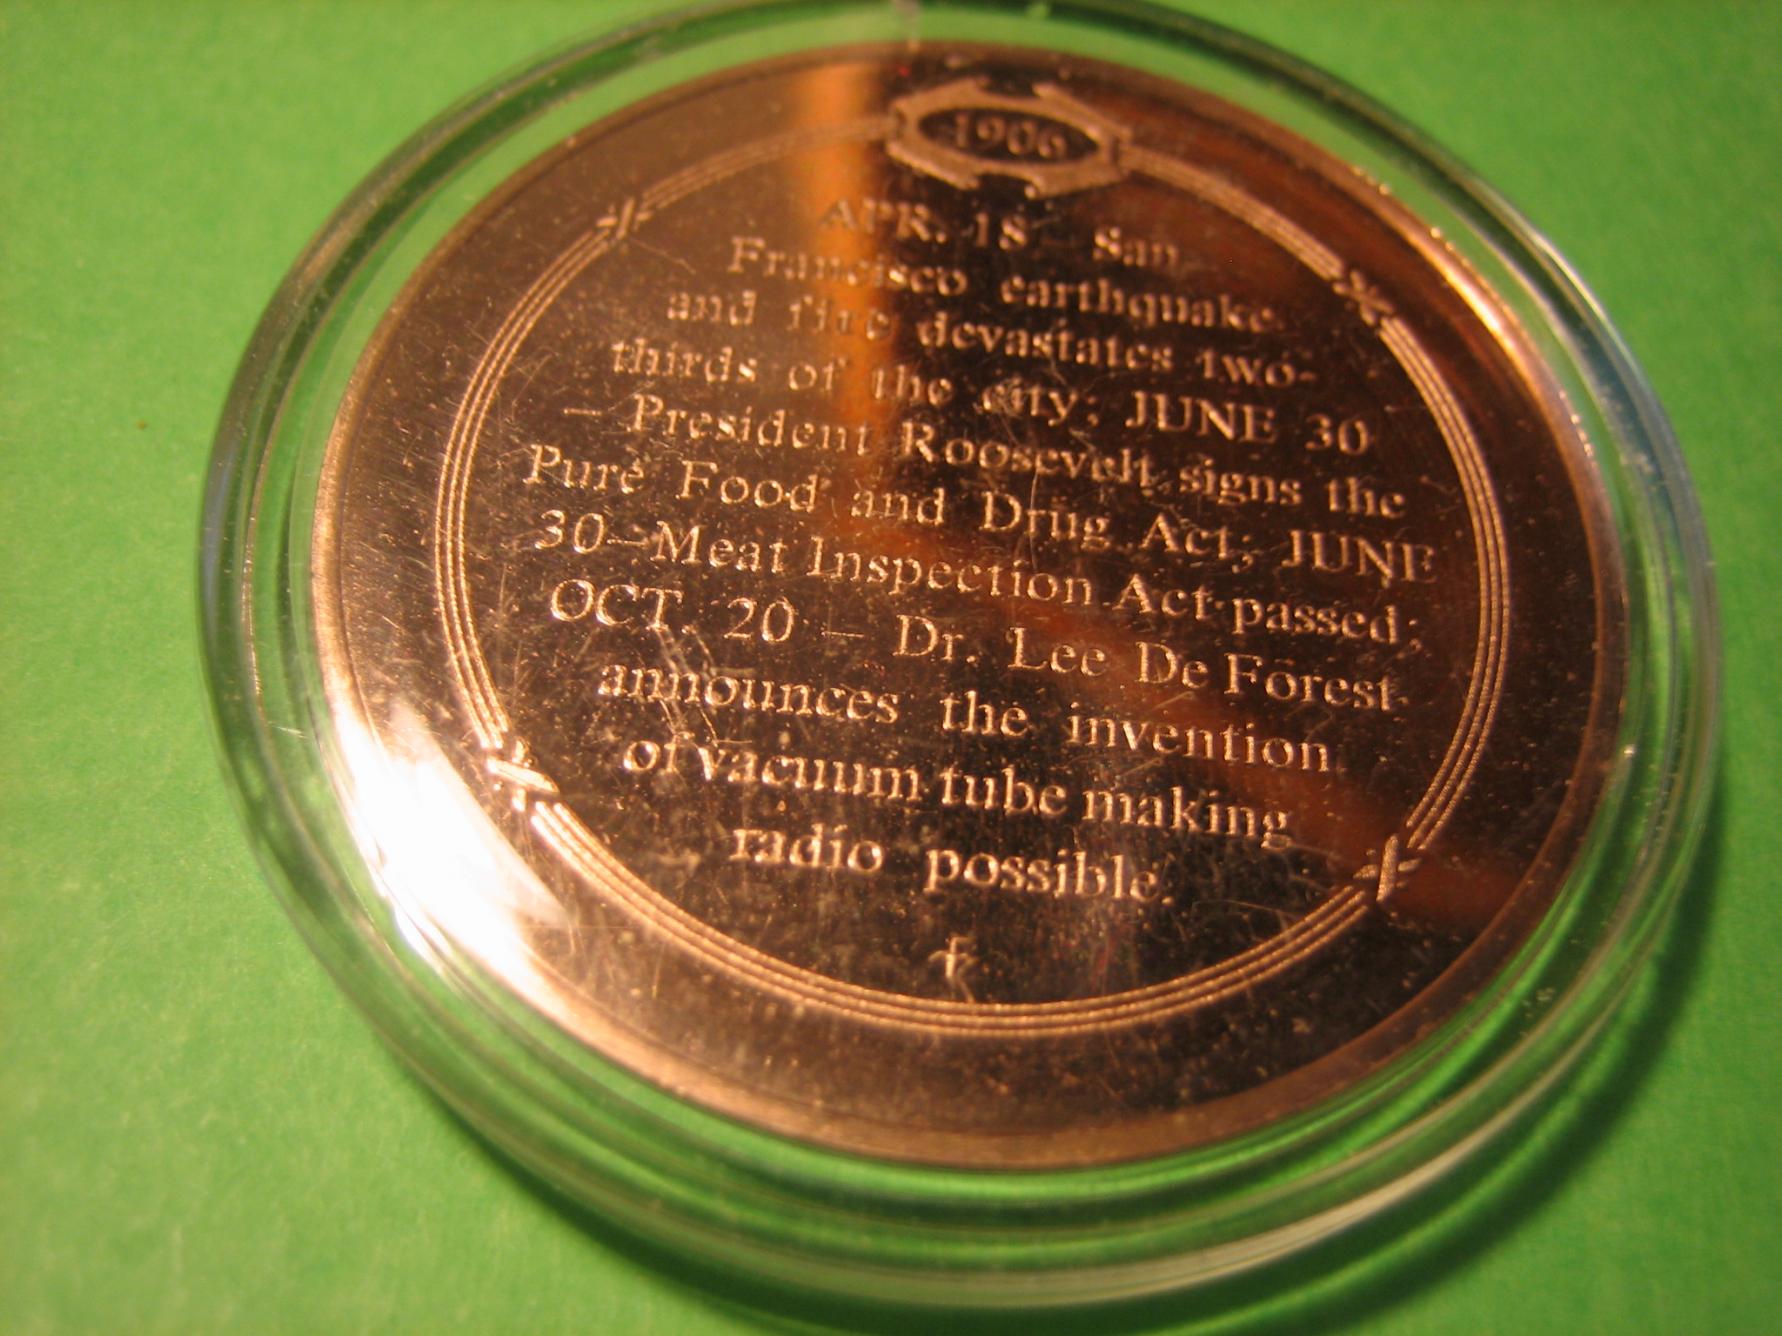 1906
APR. 18 – San
Francisco earthquake
and fire devastates two-
thirds of the city; JUNE 30
– President Roosevelt signs the
Pure Food and Drug Act; JUNE
30–Meat Inspection Act passed;
OCT. 20 – Dr. Lee De Forest
announces the invention
of vacuum tube making
radio possible.